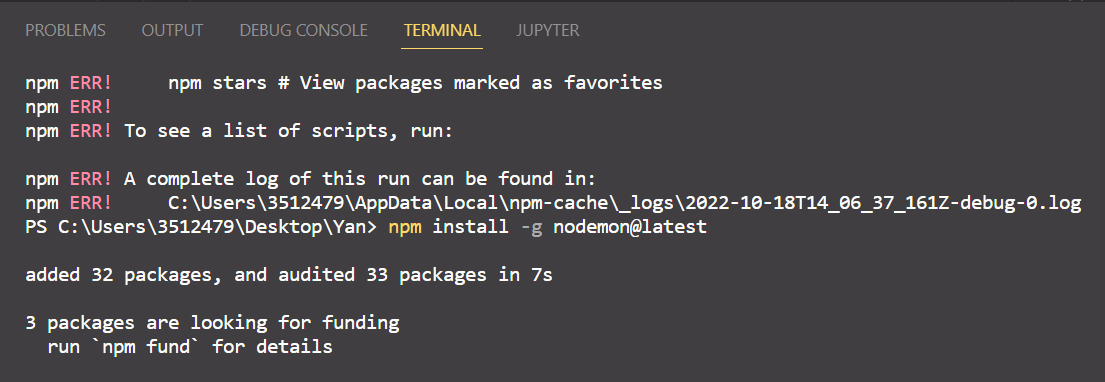 PROBLEMS OUTPUT DEBUG CONSOLE TERMINAL JUPYTER
npm ERR!     npm stars # View packages marked as favorites
npm ERR!
npm ERR! To see a list of scripts, run:
npm ERR! A complete log of this run can be found in:
npm ERR!     C:\Users\3512479\AppData\Local\npm-cache\_logs\2022-10-18T14_06_37_161Z-debug-0.log
PS C:\Users\3512479\Desktop\Yan> npm install -g nodemon@latest
added 32 packages, and audited 33 packages in 7s
3 packages are looking for funding
  run `npm fund` for details